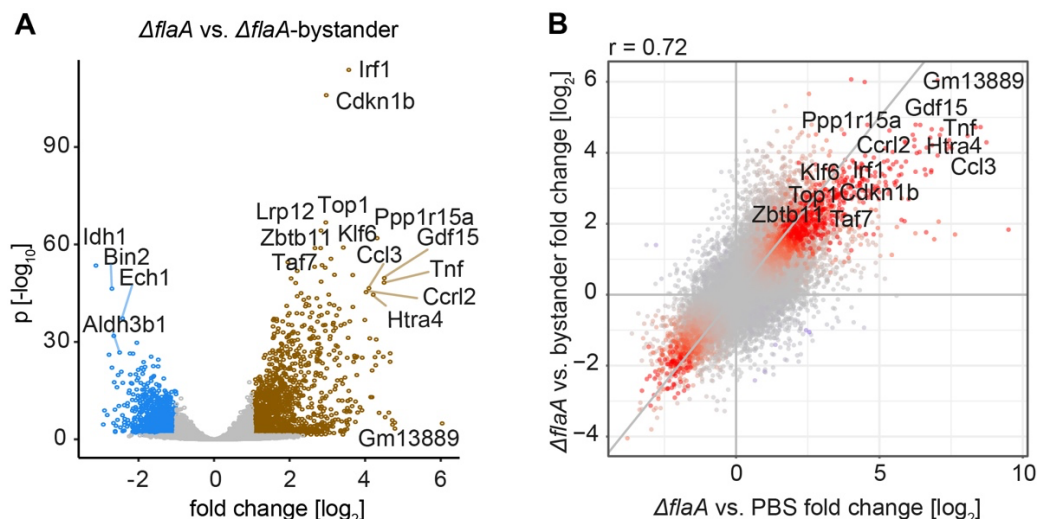 A
ΔflaA vs. ΔflaA-bystander
Irf1
Cdkn1b
Lrp12
Top1
Ppp1r15a
Zbtb11
Klf6
Gdf15
Taf7
Ccl3
Tnf
Ccrl2
Htra4
Idh1
Bin2
Ech1
Aldh3b1
Gm13889
p [-log10]
90
60
30
0
-2
0
2
4
6
fold change [log2]
B
r = 0.72
Gm13889
Gdf15
Ppp1r15a
Tnf
Ccrl2
Htra4
Klf6
Irf1
Ccl3
Top1
Cdkn1b
Zbtb11
Taf7
ΔflaA vs. bystander fold change [log2]
6
4
2
0
−2
−4
0
5
10
ΔflaA vs. PBS fold change [log2]